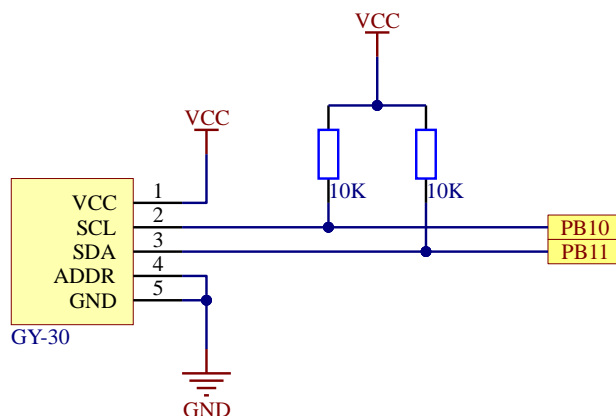 VCC
VCC
10K 10K
VCC 1
SCL 2 PB10
SDA 3 PB11
ADDR 4
GND 5
GY-30
GND